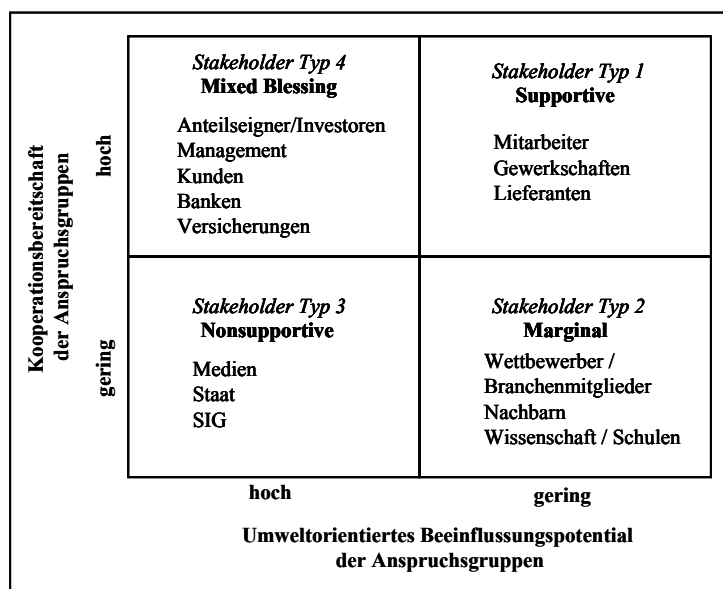 Kooperationsbereitschaft
der Anspruchsgruppen
hoch
gering
Stakeholder Typ 4
Mixed Blessing
Anteilseigner/Investoren
Management
Kunden
Banken
Versicherungen
Stakeholder Typ 1
Supportive
Mitarbeiter
Gewerkschaften
Lieferanten
Stakeholder Typ 3
Nonsupportive
Medien
Staat
SIG
Stakeholder Typ 2
Marginal
Wettbewerber /
Branchenmitglieder
Nachbarn
Wissenschaft / Schulen
hoch
gering
Umweltorientiertes Beeinflussungspotential
der Anspruchsgruppen